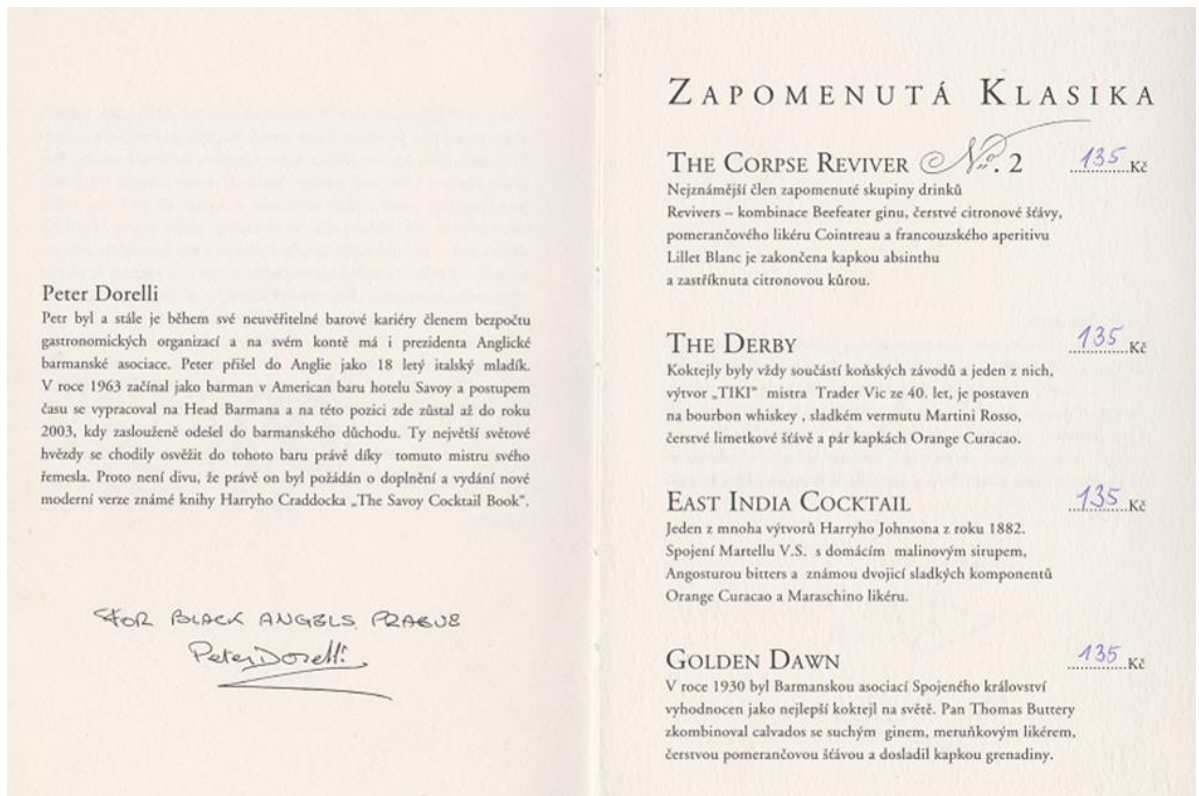 Peter Dorelli
Petr byl a stále je během své neuvěřitelné barové kariéry členem bezpočtu
gastronomických organizací a na svém kontě má i prezidenta Anglické
barmanské asociace. Peter přišel do Anglie jako 18 letý italský mladík.
V roce 1963 začínal jako barman v American baru hotelu Savoy a postupem
času se vypracoval na Head Barmana a na této pozici zde zůstal až do roku
2003, kdy zaslouženě odešel do barmanského důchodu. Ty největší světové
hvězdy se chodily osvěžit do tohoto baru právě díky tomuto mistru svého
řemesla. Proto není divu, že právě on byl požádán o doplnění a vydání nové
moderní verze známé knihy Harryho Craddocka „The Savoy Cocktail Book“.
FOR BLACK ANGELS PRAGUE
Peter Dorelli
ZAPOMENUTÁ KLASIKA
THE CORPSE REVIVER No. 2 135 Kč
Nejznámější člen zapomenuté skupiny drinků
Revivers – kombinace Beefeater ginu, čerstvé citronové šťávy,
pomerančového likéru Cointreau a francouzského aperitivu
Lillet Blanc je zakončena kapkou absinthu
a zastříknuta citronovou kůrou.
THE DERBY 135 Kč
Koktejly byly vždy součástí koňských závodů a jeden z nich,
výtvor „TIKI“ mistra Trader Vic ze 40. let, je postaven
na bourbon whiskey , sladkém vermutu Martini Rosso,
čerstvé limetkové šťávě a pár kapkách Orange Curacao.
EAST INDIA COCKTAIL 135 Kč
Jeden z mnoha výtvorů Harryho Johnsona z roku 1882.
Spojení Martellu V.S. s domácím malinovým sirupem,
Angosturou bitters a známou dvojicí sladkých komponentů
Orange Curacao a Maraschino likéru.
GOLDEN DAWN 135 Kč
V roce 1930 byl Barmanskou asociací Spojeného království
vyhodnocen jako nejlepší koktejl na světě. Pan Thomas Buttery
zkombinoval calvados se suchým ginem, meruňkovým likérem,
čerstvou pomerančovou šťávou a dosladil kapkou grenadiny.